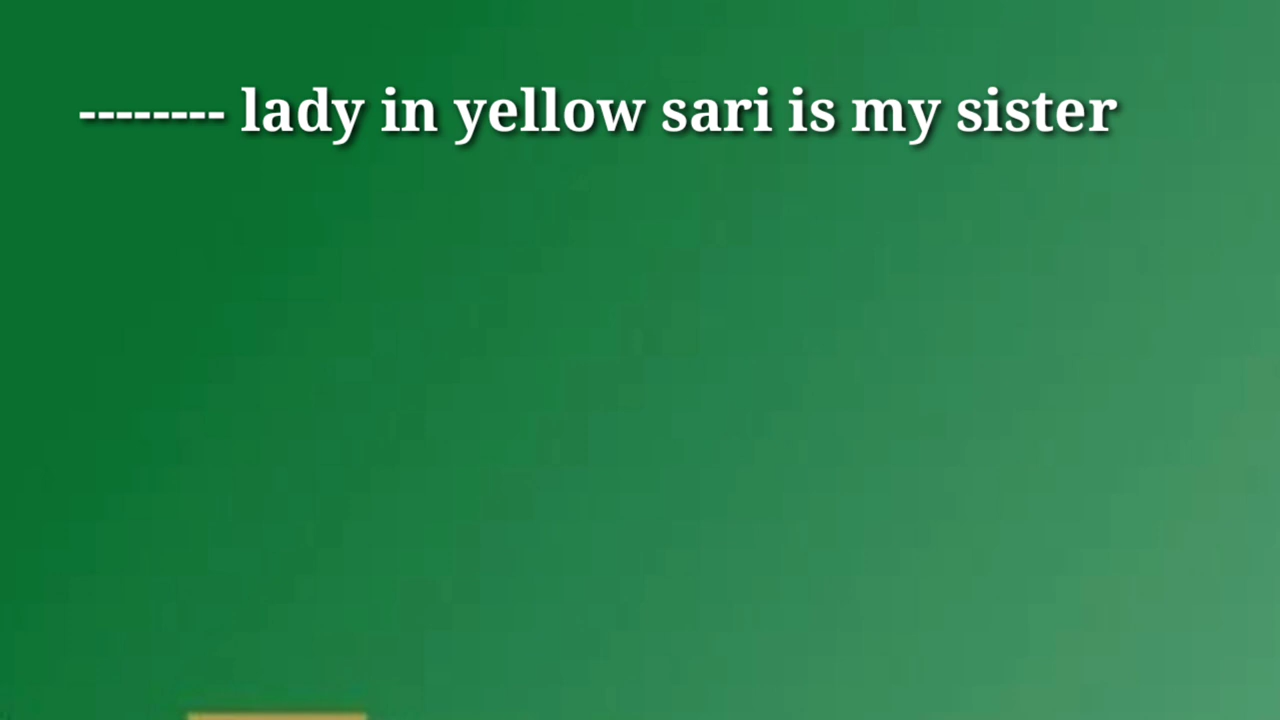 -------- lady in yellow sari is my sister